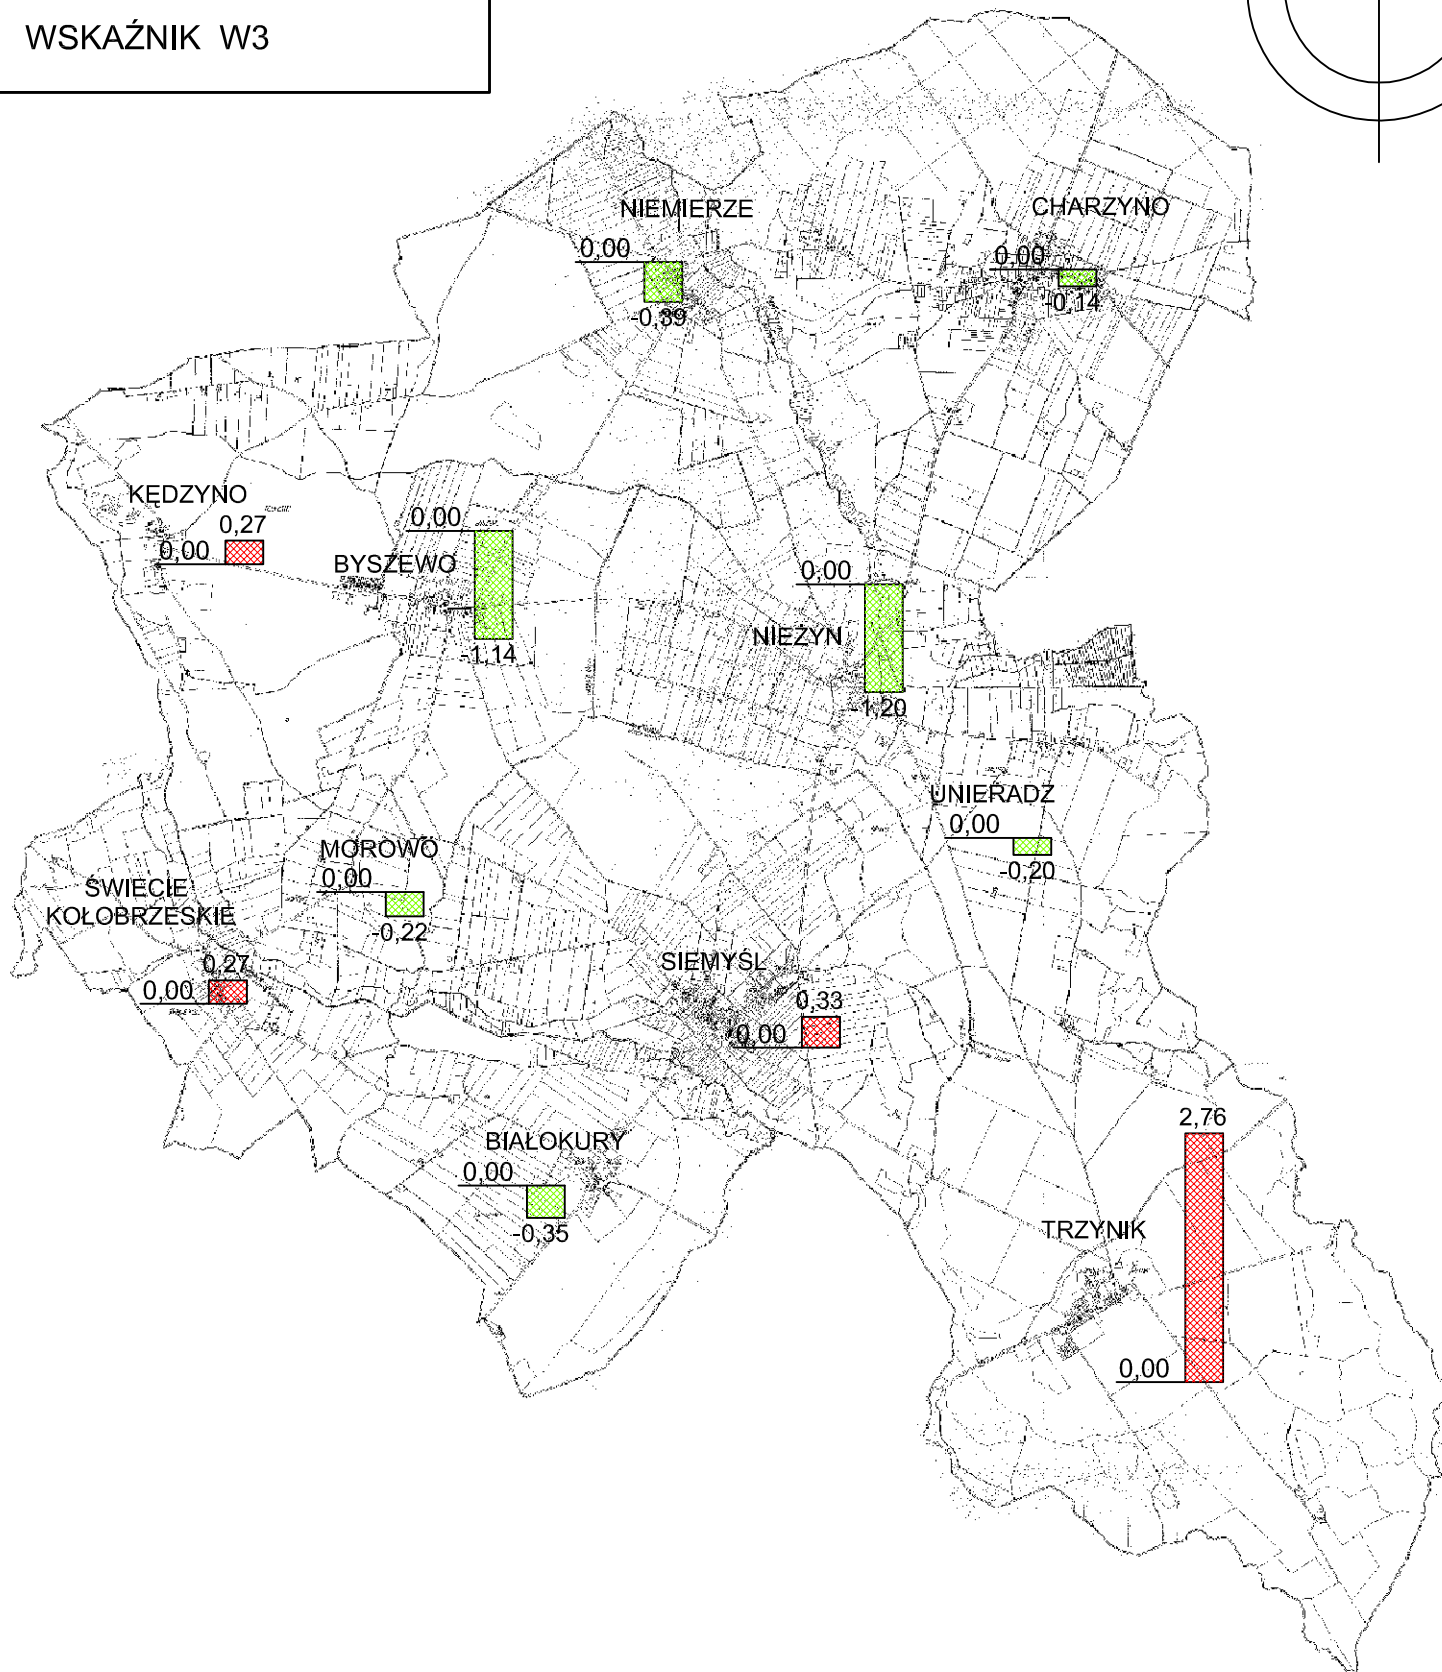 WSKAŹNIK W3
NIEMIERZE
0,00
-0,39
CHARZYNO
0,00
-0,14
KĘDZYNO
0,27
0,00
BYSZEWO
0,00
-1,14
0,00
NIEŻYN
-1,20
UNIERADZ
0,00
-0,20
MOROWO
0,00
-0,22
ŚWIĘCIE
KOŁOBRZESKIE
0,27
0,00
SIEMYŚL
0,33
0,00
BIAŁOKURY
0,00
-0,35
2,76
TRZYNIK
0,00